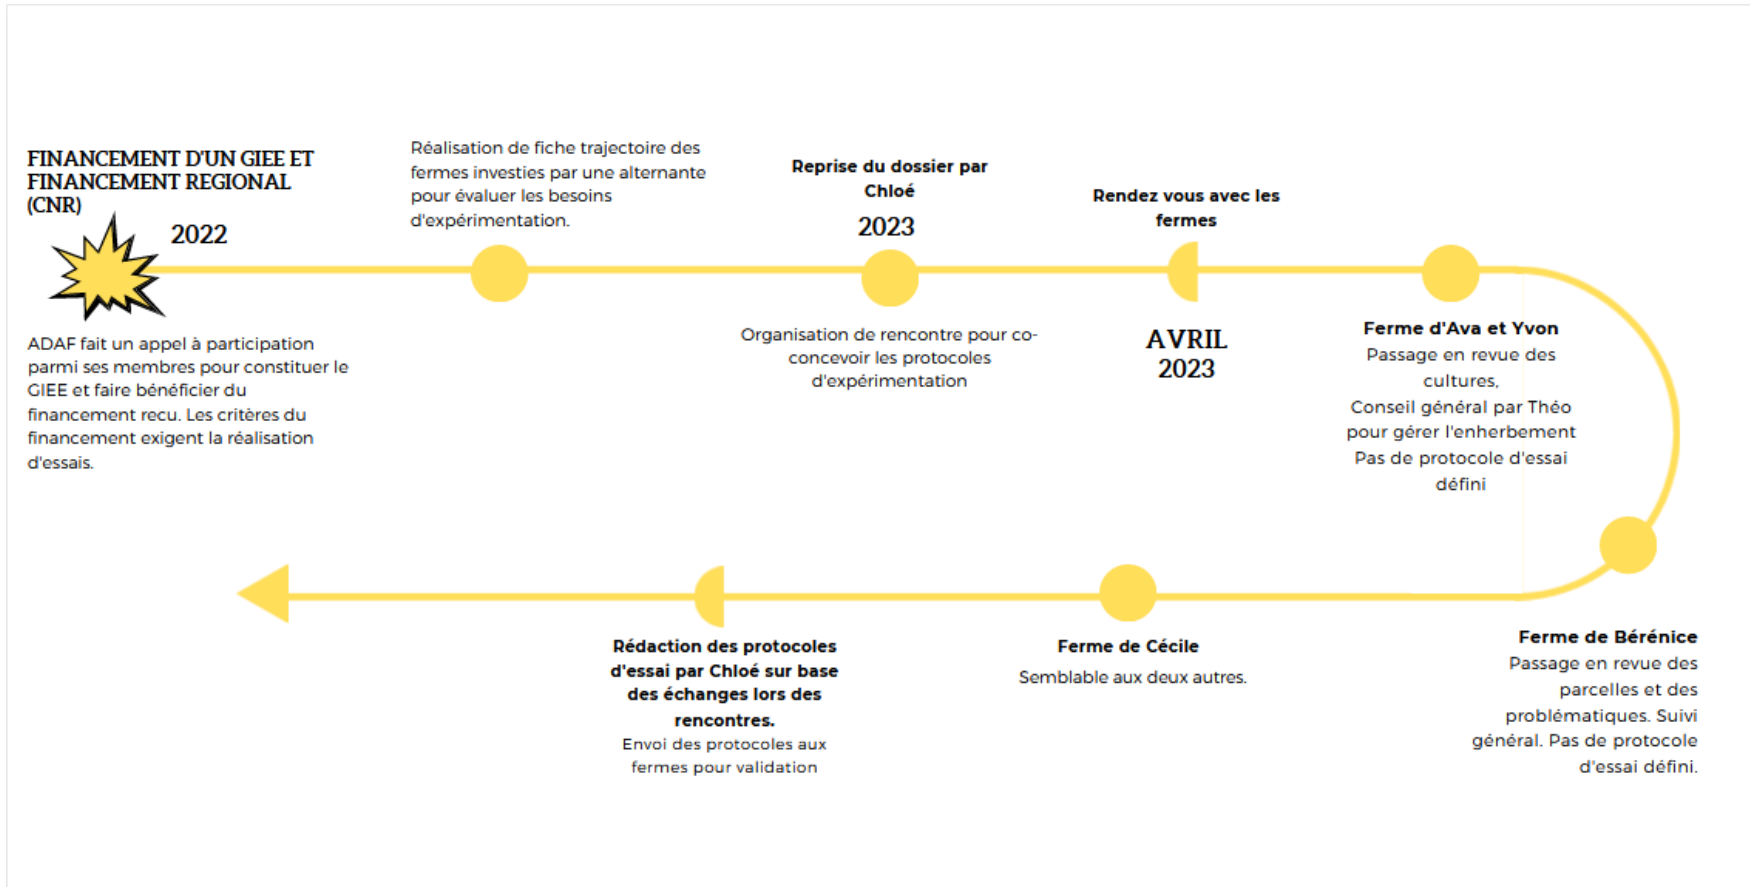 FINANCEMENT D'UN GIEE ET
FINANCEMENT REGIONAL
(CNR)
2022
ADAF fait un appel à participation
parmi ses membres pour constituer le
GIEE et faire bénéficier du
financement recu. Les critères du
financement exigent la réalisation
d'essais.
Réalisation de fiche trajectoire des
fermes investies par une alternante
pour évaluer les besoins
d'expérimentation.
Reprise du dossier par
Chloé
2023
Organisation de rencontre pour co-
concevoir les protocoles
d'expérimentation
Rendez vous avec les
fermes
AVRIL
2023
Ferme d'Ava et Yvon
Passage en revue des
cultures,
Conseil général par Théo
pour gérer l'enherbement
Pas de protocole d'essai
défini
Ferme de Bérénice
Passage en revue des
parcelles et des
problématiques. Suivi
général. Pas de protocole
d'essai défini.
Ferme de Cécile
Semblable aux deux autres.
Rédaction des protocoles
d'essai par Chloé sur base
des échanges lors des
rencontres.
Envoi des protocoles aux
fermes pour validation